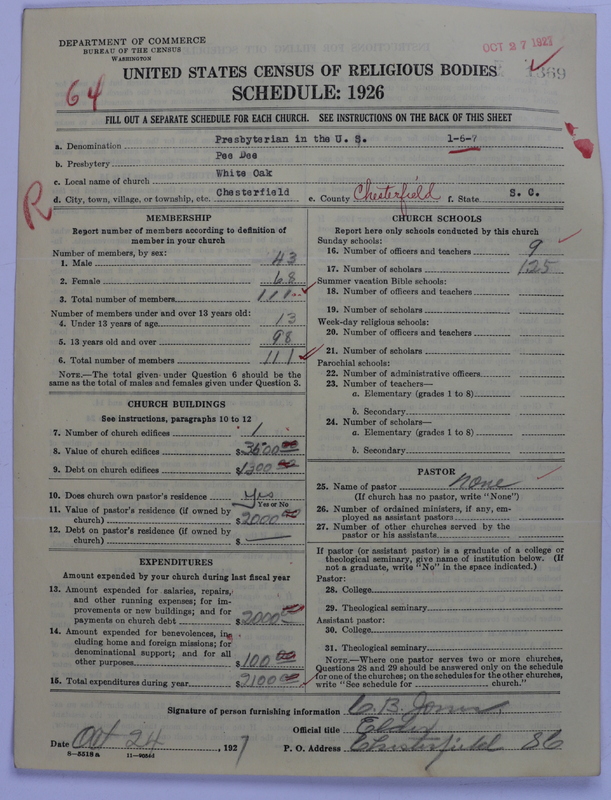 DEPARTMENT OF COMMERCE
BUREAU OF THE CENSUS
WASHINGTON
OCT 27 1927
64
1369
UNITED STATES CENSUS OF RELIGIOUS BODIES
SCHEDULE: 1926
FILL OUT A SEPARATE SCHEDULE FOR EACH CHURCH. SEE INSTRUCTIONS ON THE BACK OF THIS SHEET
a. Denomination Presbyterian in the U. S. 1-6-7
b. Presbytery Pee Dee
c. Local name of church White Oak
d. City, town, village, or township, etc. Chesterfield e. County Chesterfield f. State S. C.
R
MEMBERSHIP
Report number of members according to definition of
member in your church
Number of members, by sex:
1. Male 43
2. Female 68
3. Total number of members 111
Number of members under and over 13 years old:
4. Under 13 years of age 13
5. 13 years old and over 98
6. Total number of members 111
NOTE.—The total given under Question 6 should be the
same as the total of males and females given under Question 3.
CHURCH BUILDINGS
See instructions, paragraphs 10 to 12
7. Number of church edifices 1
8. Value of church edifices $3500.00
9. Debt on church edifices $1300.00
10. Does church own pastor's residence Yes
Yes or No
11. Value of pastor's residence (if owned by
church) $2000.00
12. Debt on pastor's residence (if owned by
church) $
EXPENDITURES
Amount expended by your church during last fiscal year
13. Amount expended for salaries, repairs,
and other running expenses; for im-
provements or new buildings; and for
payments on church debt $2000
14. Amount expended for benevolences, in-
cluding home and foreign missions; for
denominational support; and for all
other purposes $100.00
15. Total expenditures during year $2100.00
CHURCH SCHOOLS
Report here only schools conducted by this church
Sunday schools:
16. Number of officers and teachers 9
17. Number of scholars 125
Summer vacation Bible schools:
18. Number of officers and teachers
19. Number of scholars
Week-day religious schools:
20. Number of officers and teachers
21. Number of scholars
Parochial schools:
22. Number of administrative officers
23. Number of teachers—
a. Elementary (grades 1 to 8)
b. Secondary
24. Number of scholars—
a. Elementary (grades 1 to 8)
b. Secondary
PASTOR
25. Name of pastor none
(If church has no pastor, write "None")
26. Number of ordained ministers, if any, em-
ployed as assistant pastors
27. Number of other churches served by the
pastor or his assistants
If pastor (or assistant pastor) is a graduate of a college or
theological seminary, give name of institution below. (If
not a graduate, write "No" in the space indicated.)
Pastor:
28. College
29. Theological seminary
Assistant pastor:
30. College
31. Theological seminary
NOTE.—Where one pastor serves two or more churches,
Questions 28 and 29 should be answered only on the schedule
for one of the churches; on the schedules for the other churches,
write "See schedule for church."
Signature of person furnishing information C. B. Jones
Official title Elder
Date Oct 24, 1927 P. O. Address Chesterfield SC
8-5518a